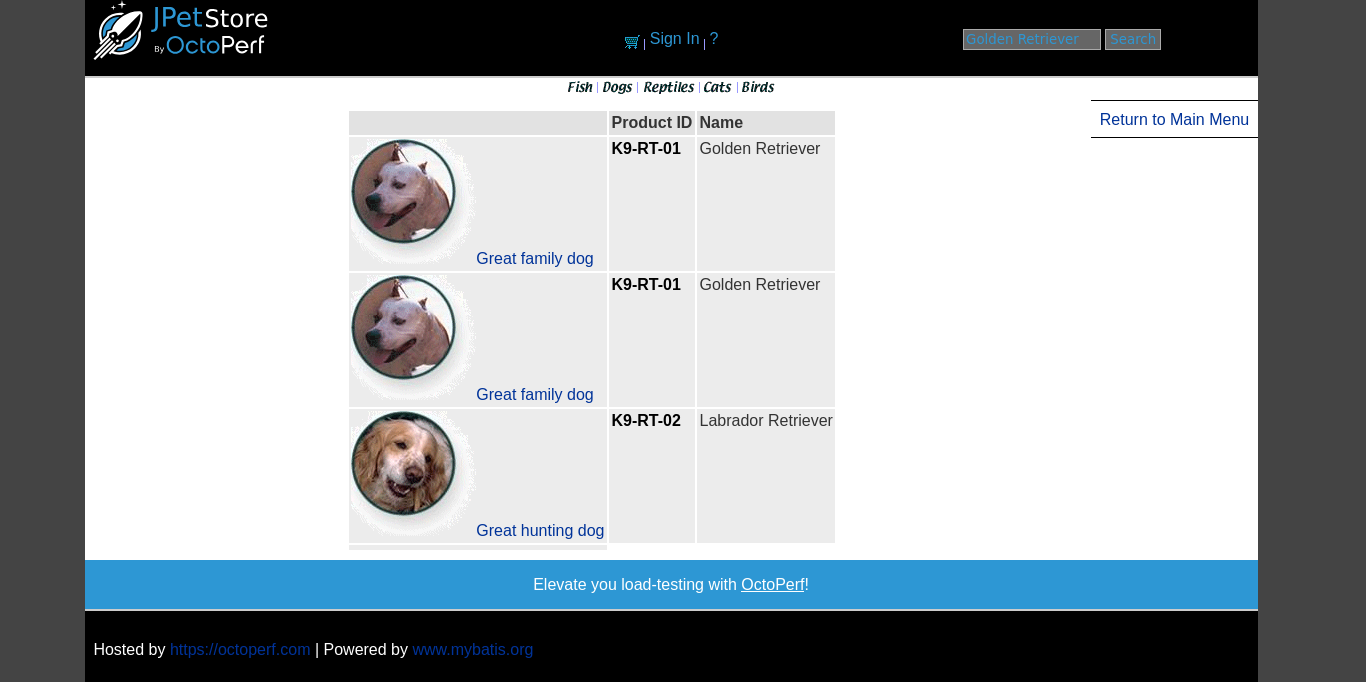 JPetStore
By OctoPerf
| Sign In | ?
Golden Retriever Search
Fish | Dogs | Reptiles | Cats | Birds
Return to Main Menu
Product ID Name
K9-RT-01 Golden Retriever
Great family dog
K9-RT-01 Golden Retriever
Great family dog
K9-RT-02 Labrador Retriever
Great hunting dog
Elevate you load-testing with OctoPerf!
Hosted by https://octoperf.com | Powered by www.mybatis.org